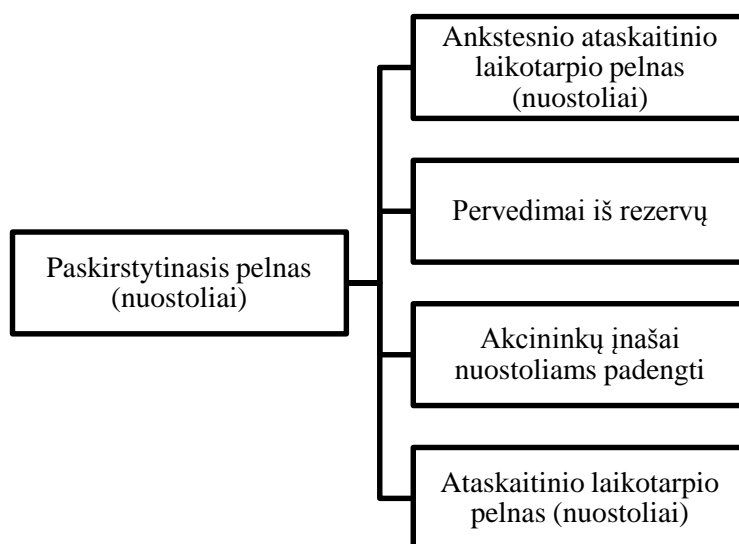 Ankstesnio ataskaitinio
laikotarpio pelnas
(nuostoliai)
Pervedimai iš rezervų
Paskirstytinasis pelnas
(nuostoliai)
Akcininkų įnašai
nuostoliams padengti
Ataskaitinio laikotarpio
pelnas (nuostoliai)